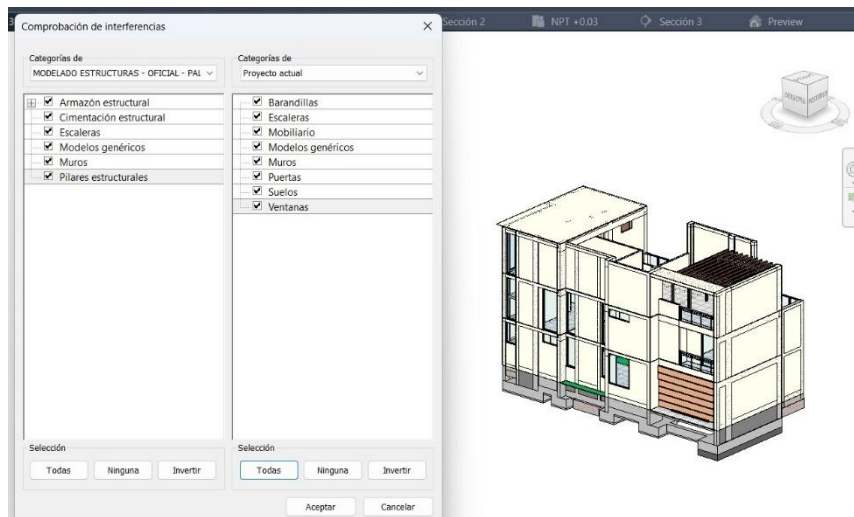 Sección 2
NPT +0.03
Sección 3
Preview
Comprobación de interferencias
Categorías de
MODELADO ESTRUCTURAS - OFICIAL - PAL
Armazón estructural
Cimentación estructural
Escaleras
Modelos genéricos
Muros
Pilares estructurales
Selección
Todas
Ninguna
Invertir
Categorías de
Proyecto actual
Barandillas
Escaleras
Mobiliario
Modelos genéricos
Muros
Puertas
Suelos
Ventanas
Selección
Todas
Ninguna
Invertir
Aceptar
Cancelar